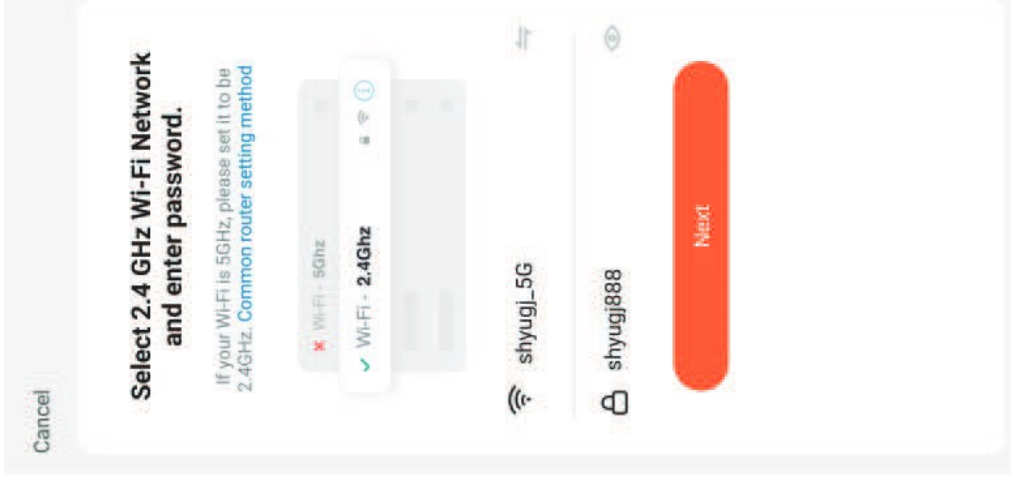 Cancel
Select 2.4 GHz Wi-Fi Network
and enter password.
If your Wi-Fi is 5GHz, please set it to be
2.4GHz. Common router setting method
Wi-Fi - 5Ghz
Wi-Fi - 2.4Ghz
shyugj_5G
shyugj888
Next